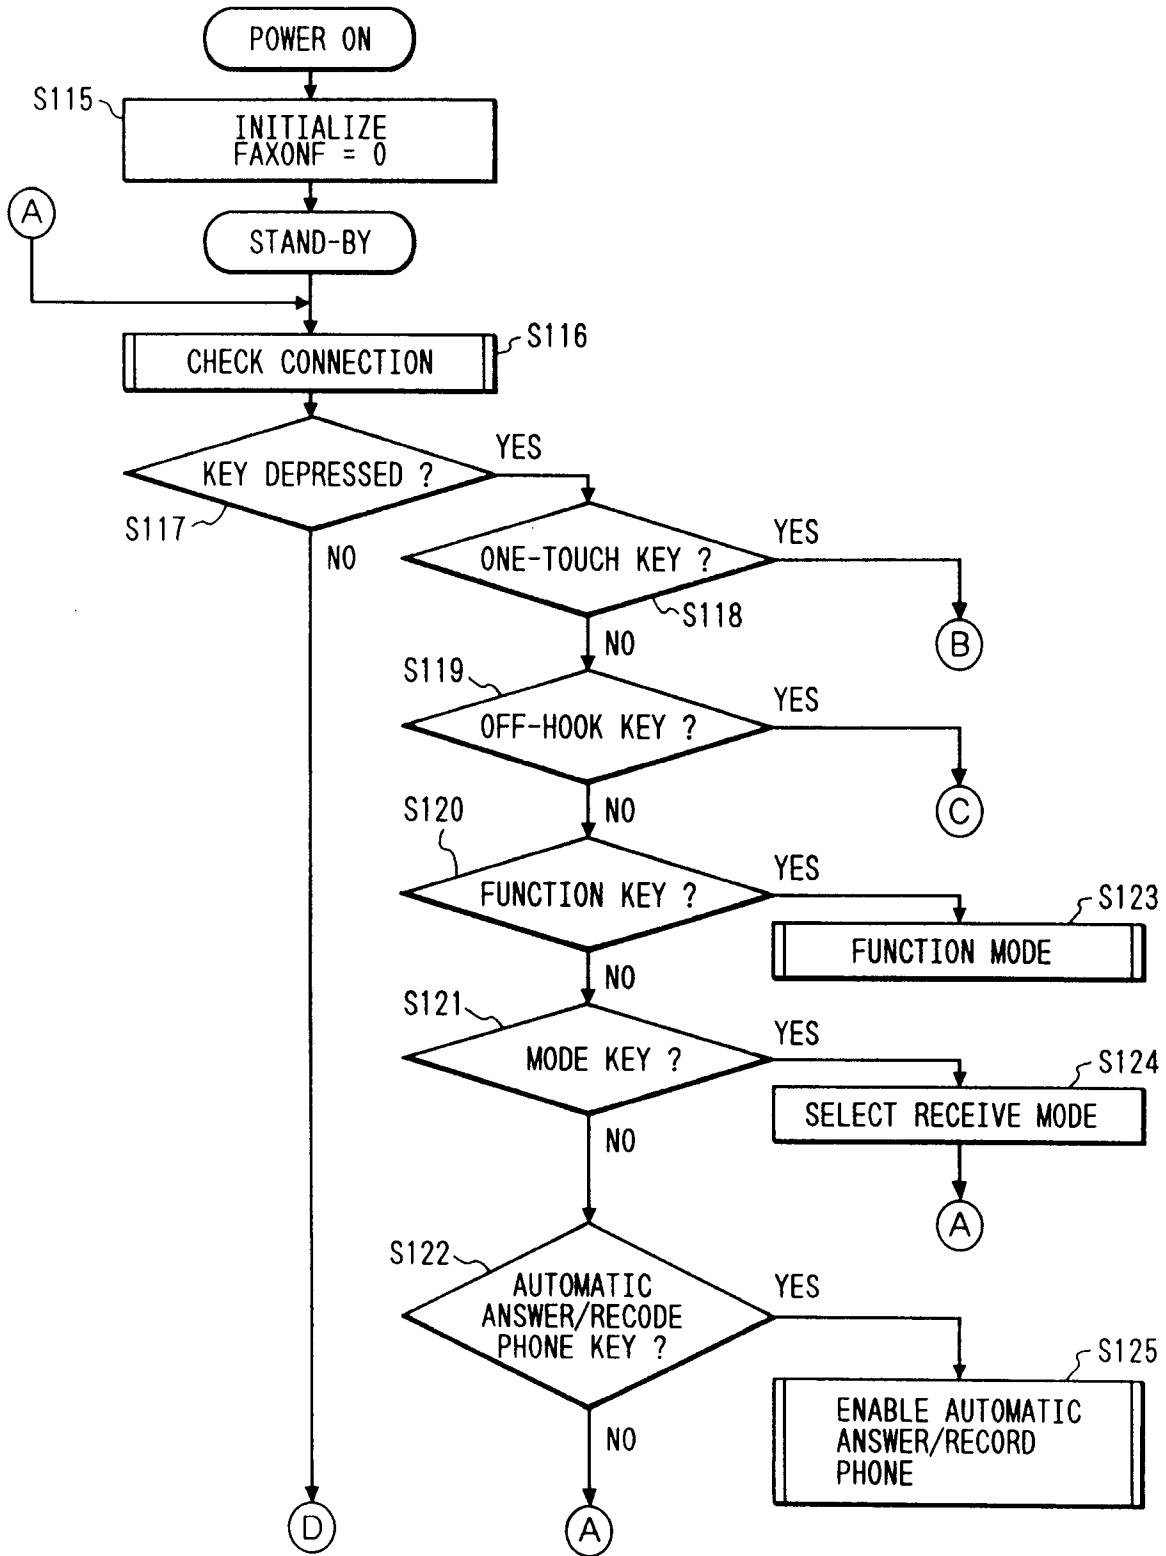 POWER ON
S115
INITIALIZE
FAXONF = 0
A
STAND-BY
S116
CHECK CONNECTION
YES
KEY DEPRESSED ?
S117
NO
YES
ONE-TOUCH KEY ?
S118
B
NO
S119
YES
OFF-HOOK KEY ?
C
NO
S120
YES
FUNCTION KEY ?
S123
FUNCTION MODE
NO
S121
YES
MODE KEY ?
S124
SELECT RECEIVE MODE
NO
A
S122
YES
AUTOMATIC
ANSWER/RECODE
PHONE KEY ?
S125
ENABLE AUTOMATIC
ANSWER/RECORD
PHONE
NO
D
A